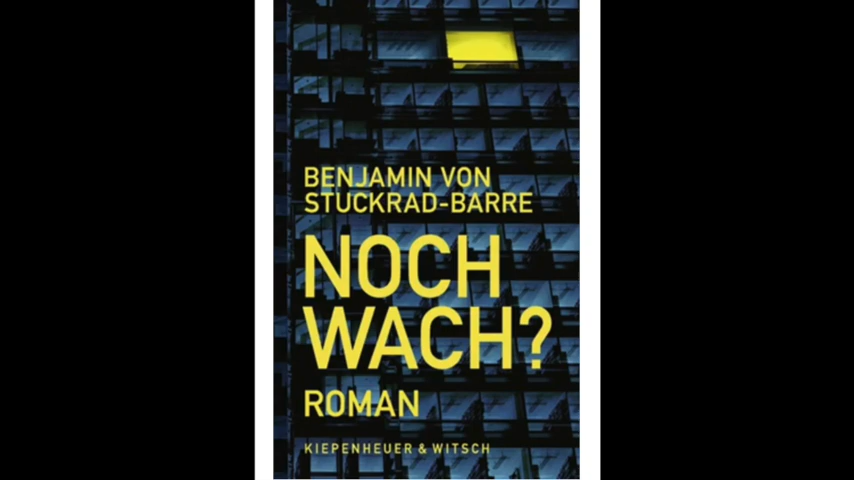 BENJAMIN VON
STUCKRAD-BARRE
NOCH
WACH?
ROMAN
KIEPENHEUER & WITSCH